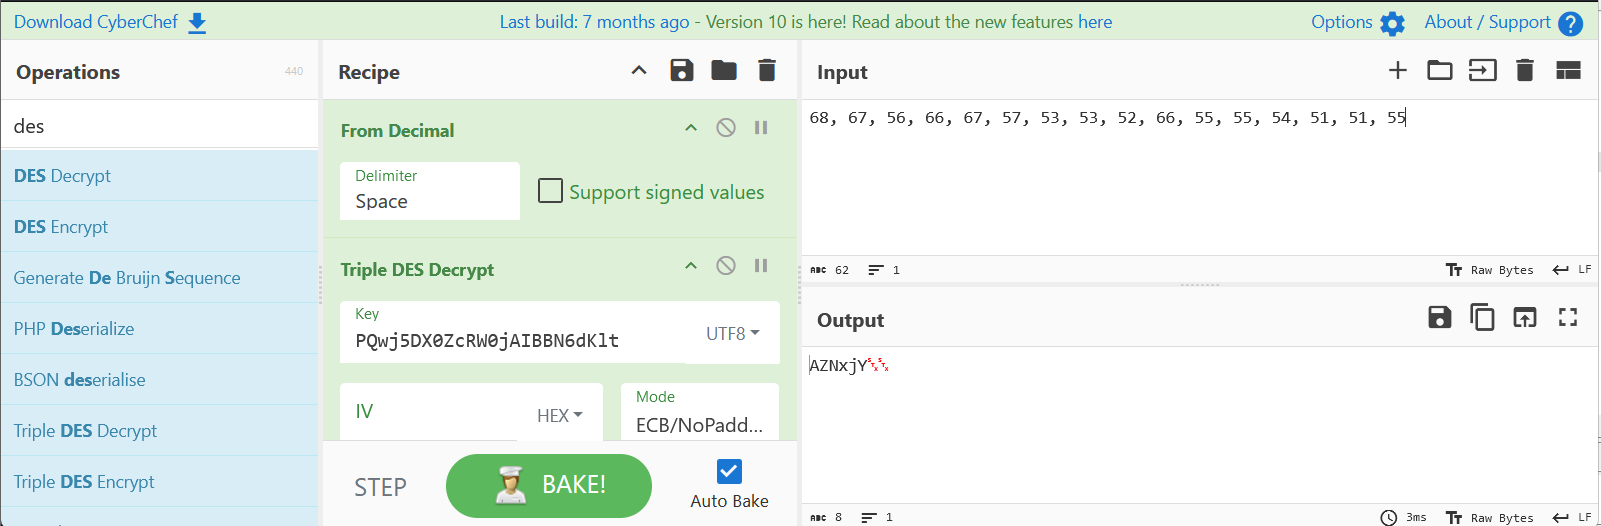 Download CyberChef
Last build: 7 months ago - Version 10 is here! Read about the new features here
Options
About / Support
Operations
440
des
DES Decrypt
DES Encrypt
Generate De Bruijn Sequence
PHP Deserialize
BSON deserialise
Triple DES Decrypt
Triple DES Encrypt
Recipe
From Decimal
Delimiter
Space
Support signed values
Triple DES Decrypt
Key
PQwj5DX0ZcRW0jAIBBN6dKlt
UTF8
IV
HEX
Mode
ECB/NoPadd...
STEP
BAKE!
Auto Bake
Input
68, 67, 56, 66, 67, 57, 53, 53, 52, 66, 55, 55, 54, 51, 51, 55
ABC 62
1
Tт Raw Bytes
LF
Output
AZNxjY␂␂
ABC 8
1
3ms
Tт Raw Bytes
LF